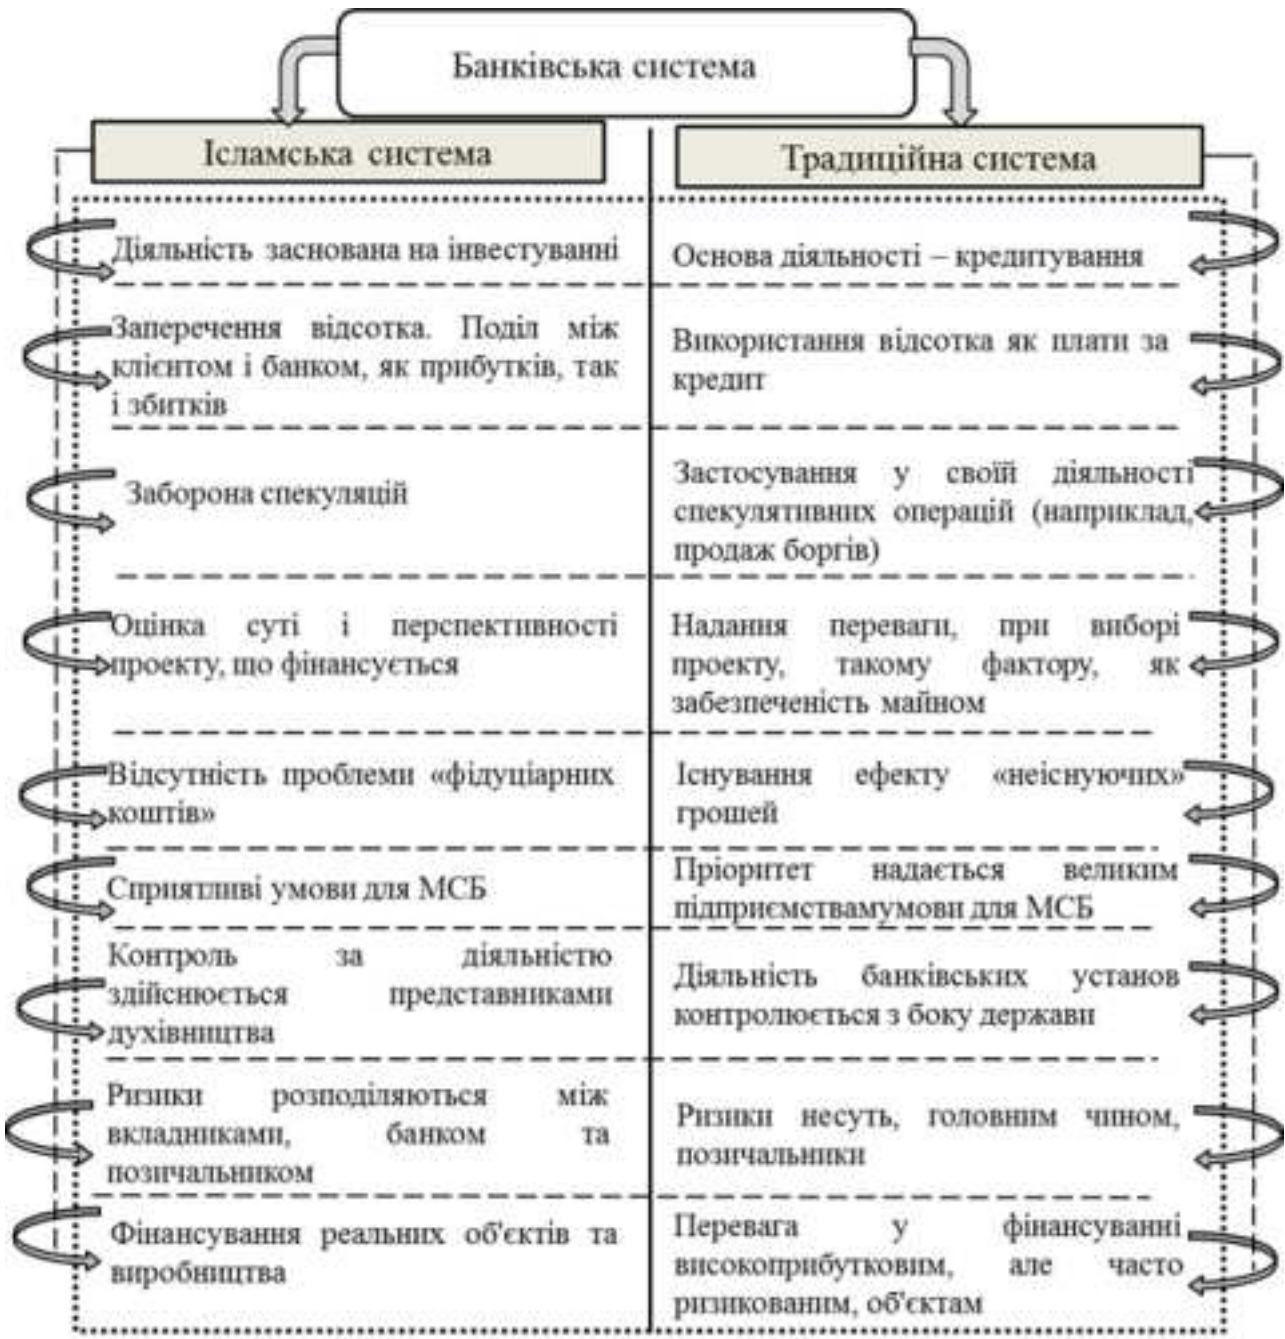 Банківська система
Ісламська система
Традиційна система
Діяльність заснована на інвестуванні
Основа діяльності – кредитування
Заперечення відсотка. Поділ між
клієнтом і банком, як прибутків, так
і збитків
Використання відсотка як плати за
кредит
Заборона спекуляцій
Застосування у своїй діяльності
спекулятивних операцій (наприклад,
продаж боргів)
Оцінка суті і перспективності
проекту, що фінансується
Надання переваги, при виборі
проекту, такому фактору, як
забезпеченість майном
Відсутність проблеми «фідуціарних
коштів»
Існування ефекту «неіснуючих»
грошей
Сприятливі умови для МСБ
Пріоритет надається великим
підприємствамумови для МСБ
Контроль за діяльністю
здійснюється представниками
духівництва
Діяльність банківських установ
контролюється з боку держави
Ризики розподіляються між
вкладниками, банком та
позичальником
Ризики несуть, головним чином,
позичальники
Фінансування реальних об'єктів та
виробництва
Перевага у фінансуванні
високоприбутковим, але часто
ризикованим, об'єктам